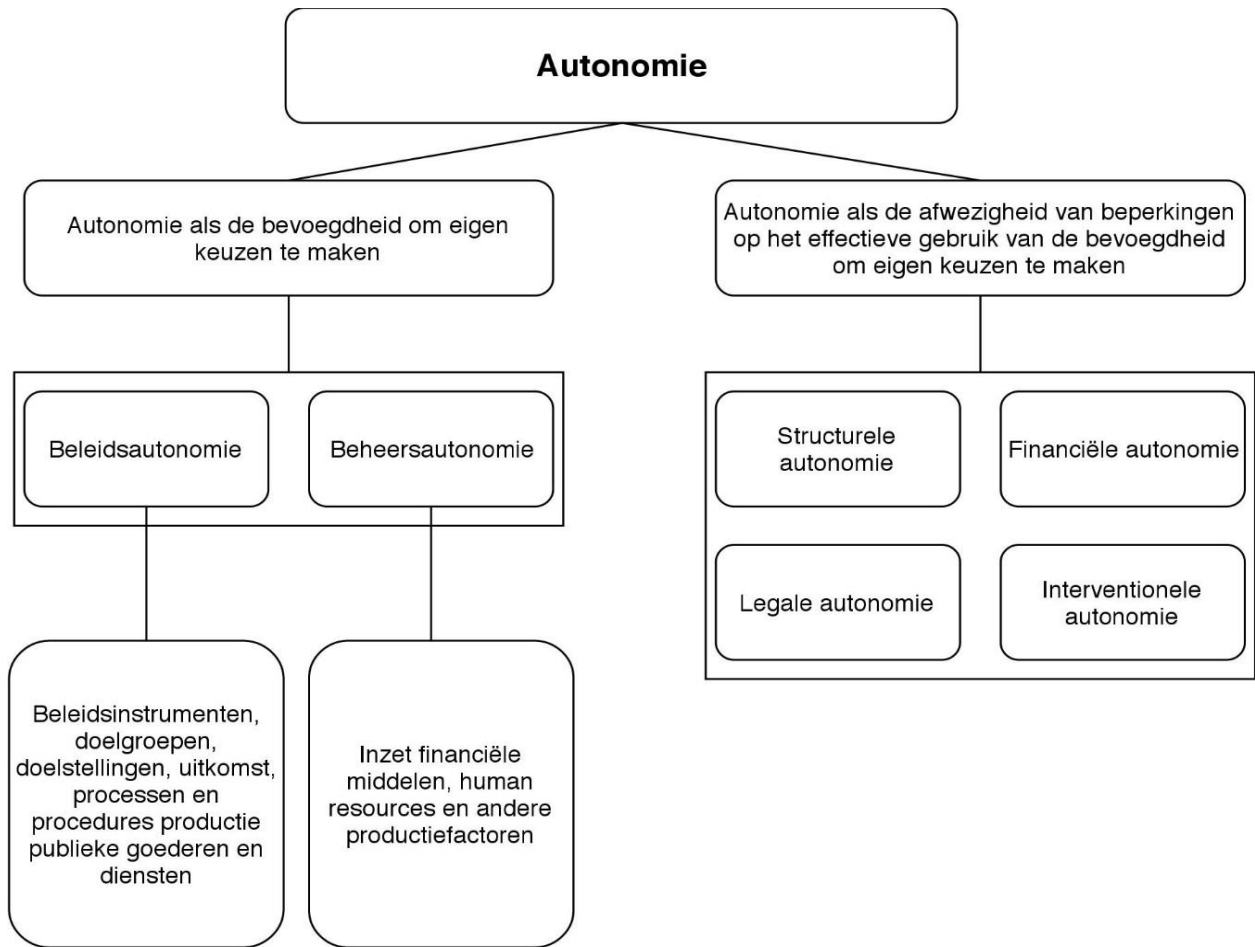 Autonomie
Autonomie als de bevoegdheid om eigen
keuzen te maken
Autonomie als de afwezigheid van beperkingen
op het effectieve gebruik van de bevoegdheid
om eigen keuzen te maken
Beleidsautonomie
Beheersautonomie
Structurele
autonomie
Financiële autonomie
Legale autonomie
Interventionele
autonomie
Beleidsinstrumenten,
doelgroepen,
doelstellingen, uitkomst,
processen en
procedures productie
publieke goederen en
diensten
Inzet financiële
middelen, human
resources en andere
productiefactoren